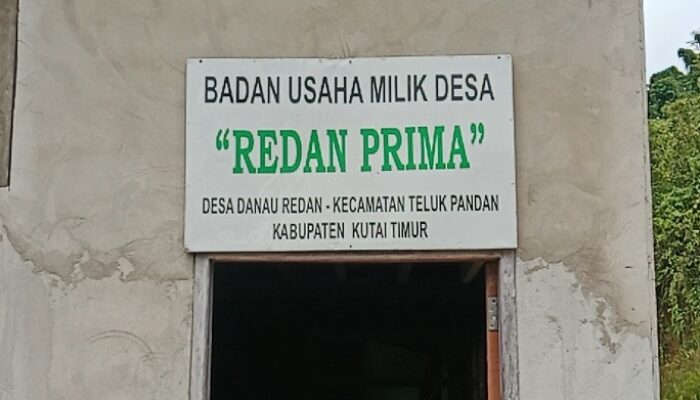 BADAN USAHA MILIK DESA
“REDAN PRIMA”
DESA DANAU REDAN - KECAMATAN TELUK PANDAN
KABUPATEN KUTAI TIMUR